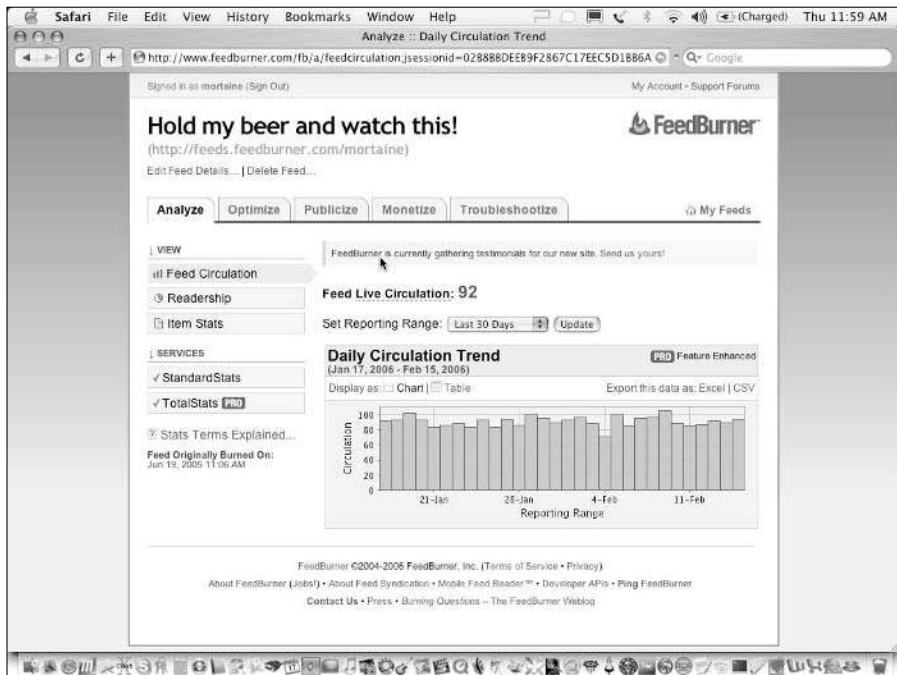 Safari File Edit View History Bookmarks Window Help (Charged) Thu 11:59 AM
Analyze :: Daily Circulation Trend
http://www.feedburner.com/fb/a/feedcirculation;jsessionid=028888DEEB9F2867C17EEC5D1886A Google
Signed in as mortaine (Sign Out) My Account • Support Forums
Hold my beer and watch this! FeedBurner
(http://feeds.feedburner.com/mortaine)
Edit Feed Details... | Delete Feed...
Analyze Optimize Publicize Monetize Troubleshootize My Feeds
↓ VIEW
FeedBurner is currently gathering testimonials for our new site. Send us yours!
Feed Circulation
Readership
Item Stats
Feed Live Circulation: 92
Set Reporting Range: Last 30 Days Update
↓ SERVICES
✓ StandardStats
✓ TotalStats PRO
? Stats Terms Explained...
Feed Originally Burned On:
Jun 19, 2005 11:06 AM
Daily Circulation Trend PRO Feature Enhanced
(Jan 17, 2006 - Feb 15, 2006)
Display as: Chart | Table Export this data as: Excel | CSV
Circulation
100
80
60
40
20
0
21-Jan 28-Jan 4-Feb 11-Feb
Reporting Range
FeedBurner ©2004-2006 FeedBurner, Inc. (Terms of Service • Privacy)
About FeedBurner (Jobs!) • About Feed Syndication • Mobile Feed Reader™ • Developer APIs • Ping FeedBurner
Contact Us • Press • Burning Questions – The FeedBurner Weblog